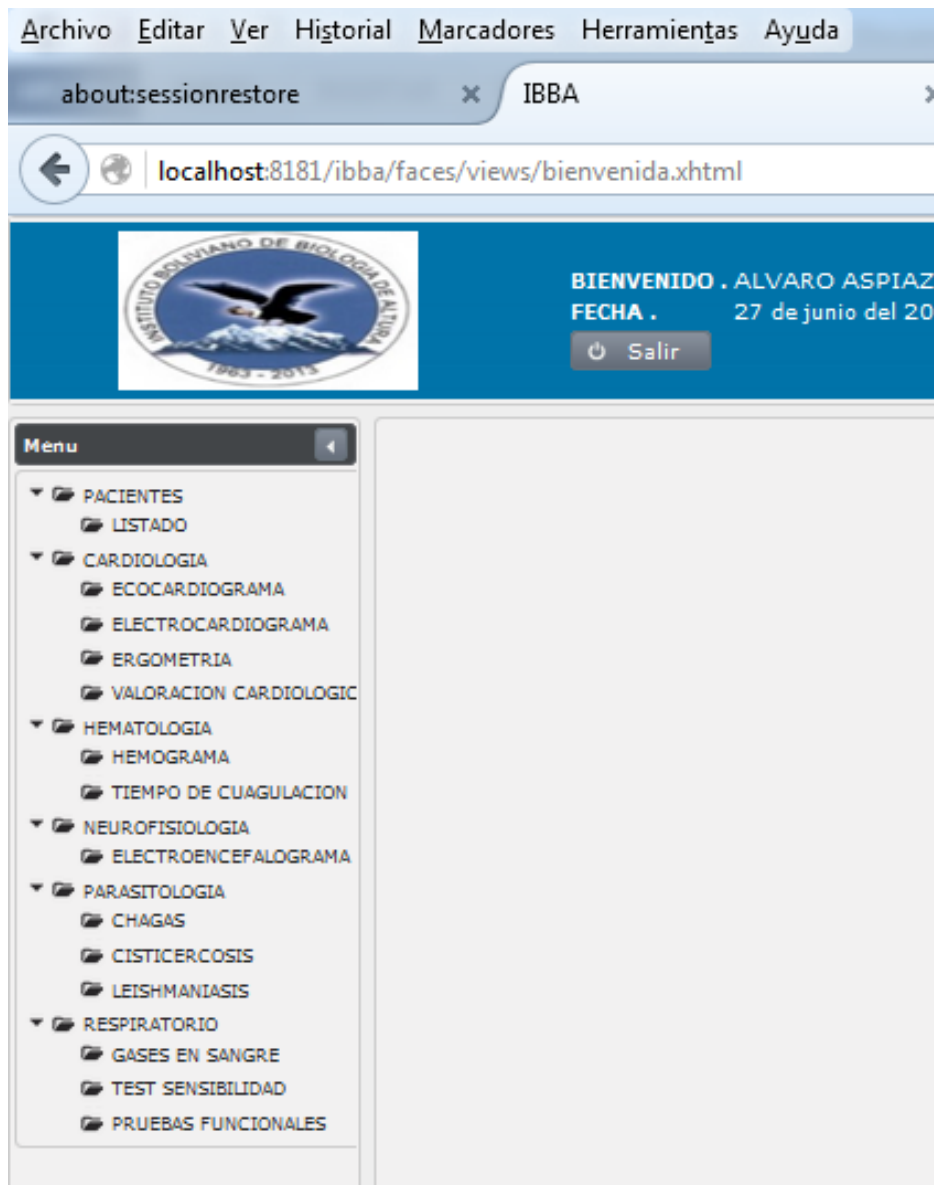 Archivo Editar Ver Historial Marcadores Herramientas Ayuda
about:sessionrestore
IBBA
localhost:8181/ibba/faces/views/bienvenida.xhtml
INSTITUTO BOLIVIANO DE BIOLOGIA DE ALTURA
1963 - 2013
BIENVENIDO . ALVARO ASPIAZ
FECHA . 27 de junio del 20
Salir
Menu
PACIENTES
LISTADO
CARDIOLOGIA
ECOCARDIOGRAMA
ELECTROCARDIOGRAMA
ERGOMETRIA
VALORACION CARDIOLOGIC
HEMATOLOGIA
HEMOGRAMA
TIEMPO DE CUAGULACION
NEUROFISIOLOGIA
ELECTROENCEFALOGRAMA
PARASITOLOGIA
CHAGAS
CISTICERCOSIS
LEISHMANIASIS
RESPIRATORIO
GASES EN SANGRE
TEST SENSIBILIDAD
PRUEBAS FUNCIONALES